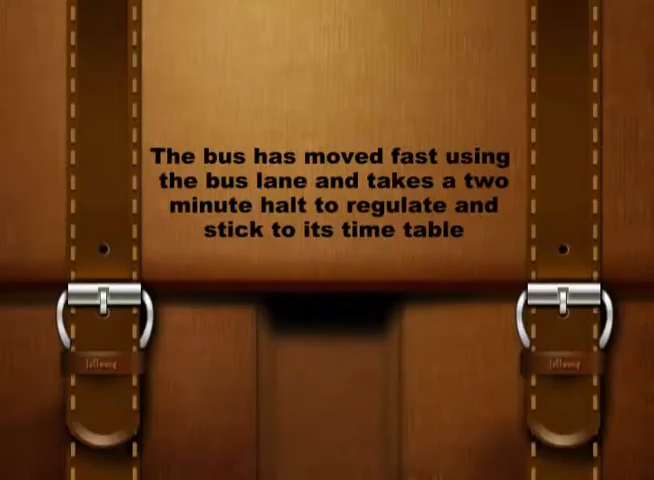 The bus has moved fast using
the bus lane and takes a two
minute halt to regulate and
stick to its time table